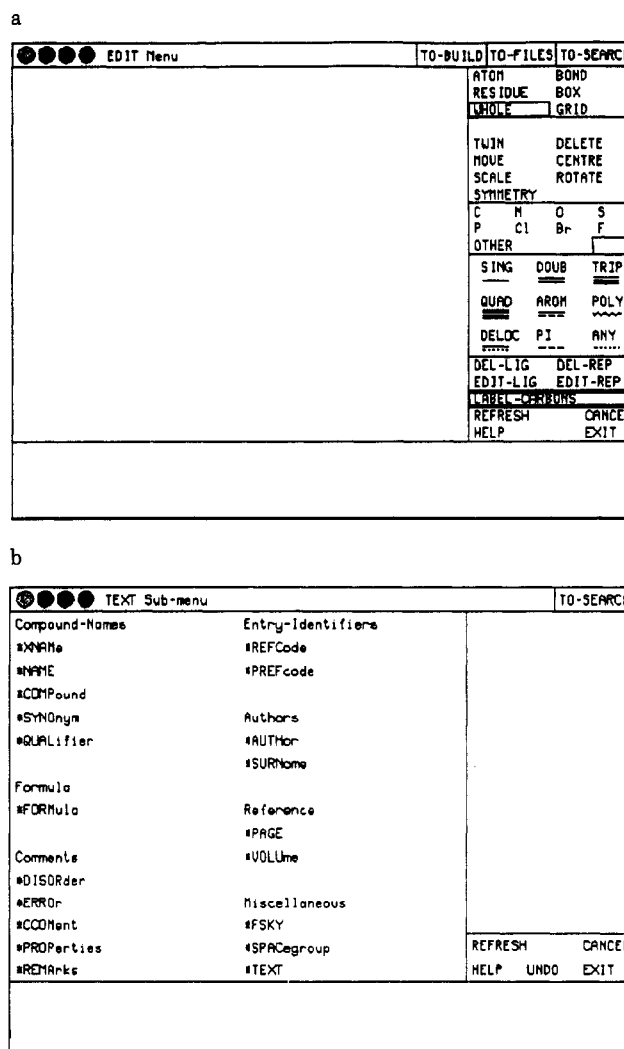 a
EDIT Menu TO-BUILD TO-FILES TO-SEARC
ATOM BOND
RESIDUE BOX
WHOLE GRID
TWIN DELETE
MOVE CENTRE
SCALE ROTATE
SYMMETRY
C N O S
P Cl Br F
OTHER
SING DOUB TRIP
QUAD AROM POLY
DELOC PI ANY
DEL-LIG DEL-REP
EDIT-LIG EDIT-REP
LABEL-CARBONS
REFRESH CANCE
HELP EXIT
b
TEXT Sub-menu TO-SEARC
Compound-Names Entry-Identifiers
*XNAMe *REFCode
*NAME *PREFcode
*COMPound
*SYNOnym Authors
*QUALifier *AUTHor
*SURName
Formula
*FORMula Reference
*PAGE
Comments *VOLUme
*DISORder
*ERROr Miscellaneous
*CCOMent *FSKY
*PROPerties *SPACegroup
*REMArks *TEXT
REFRESH CANCEL
HELP UNDO EXIT